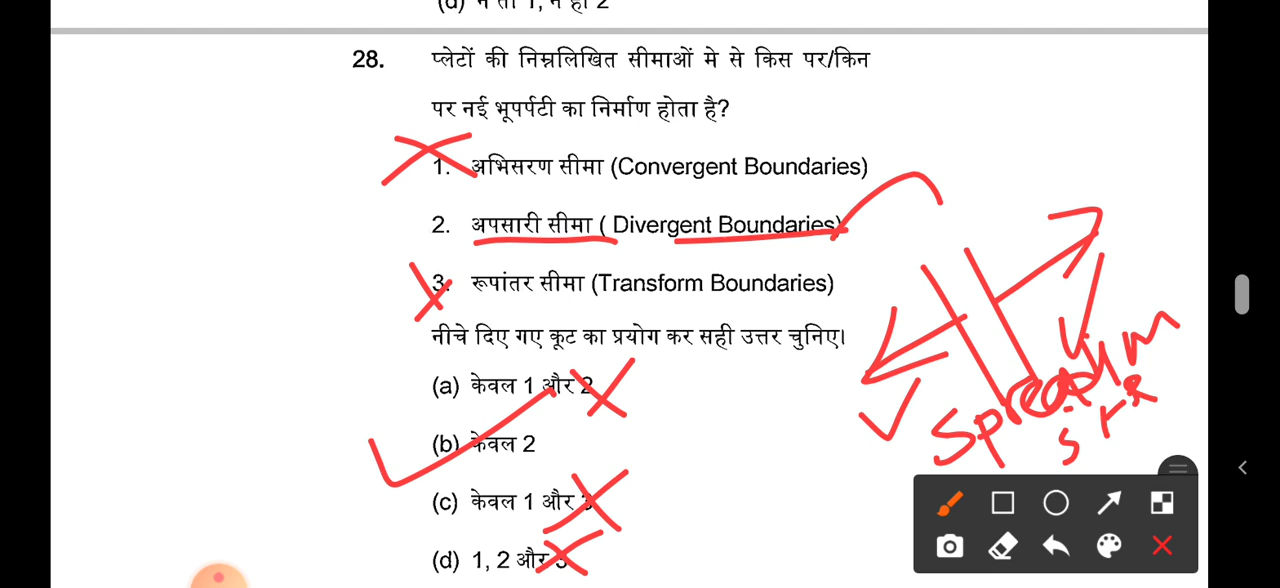 (d) न तो 1, न ही 2
28. प्लेटों की निम्नलिखित सीमाओं मे से किस पर/किन
पर नई भूपर्पटी का निर्माण होता है?
1. अभिसरण सीमा (Convergent Boundaries)
2. अपसारी सीमा ( Divergent Boundaries)
3. रूपांतर सीमा (Transform Boundaries)
नीचे दिए गए कूट का प्रयोग कर सही उत्तर चुनिए।
(a) केवल 1 और 2
(b) केवल 2
(c) केवल 1 और 3
(d) 1, 2 और 3